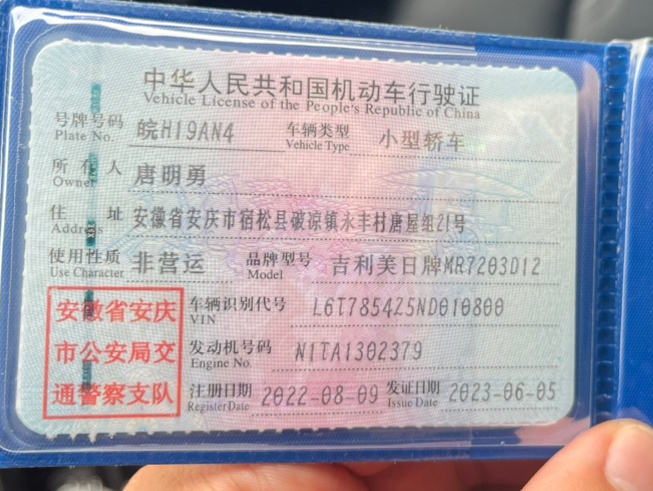 中华人民共和国机动车行驶证
Vehicle License of the People's Republic of China
号牌号码 皖H19AN4 车辆类型 小型轿车
Plate No. Vehicle Type
所有人 唐明勇
Owner
住址 安徽省安庆市宿松县破凉镇永丰村唐屋组21号
Address
使用性质 非营运 品牌型号 吉利美日牌MR7203D12
Use Character Model
安徽省安庆 车辆识别代号 L6T7854Z5ND010800
VIN
市公安局交 发动机号码 N1TA1302379
Engine No.
通警察支队 注册日期 2022-08-09 发证日期 2023-06-05
Register Date Issue Date